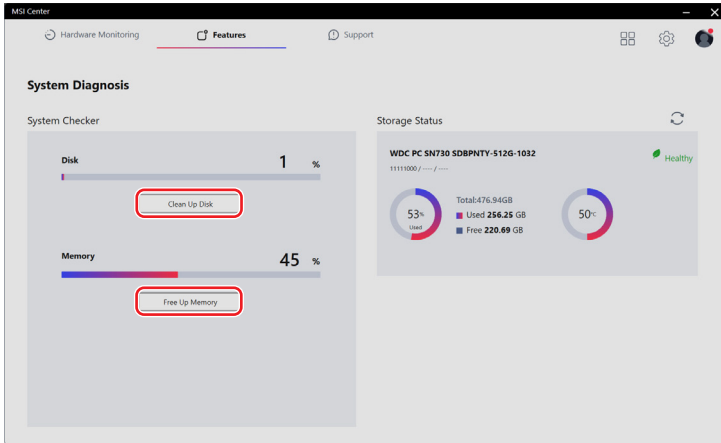 MSI Center
Hardware Monitoring
Features
Support
System Diagnosis
System Checker
Disk
1 %
Clean Up Disk
Memory
45 %
Free Up Memory
Storage Status
WDC PC SN730 SDBPNTY-512G-1032
11111000 / ---- / ----
Healthy
53%
Used
Total:476.94GB
Used 256.25 GB
Free 220.69 GB
50°C